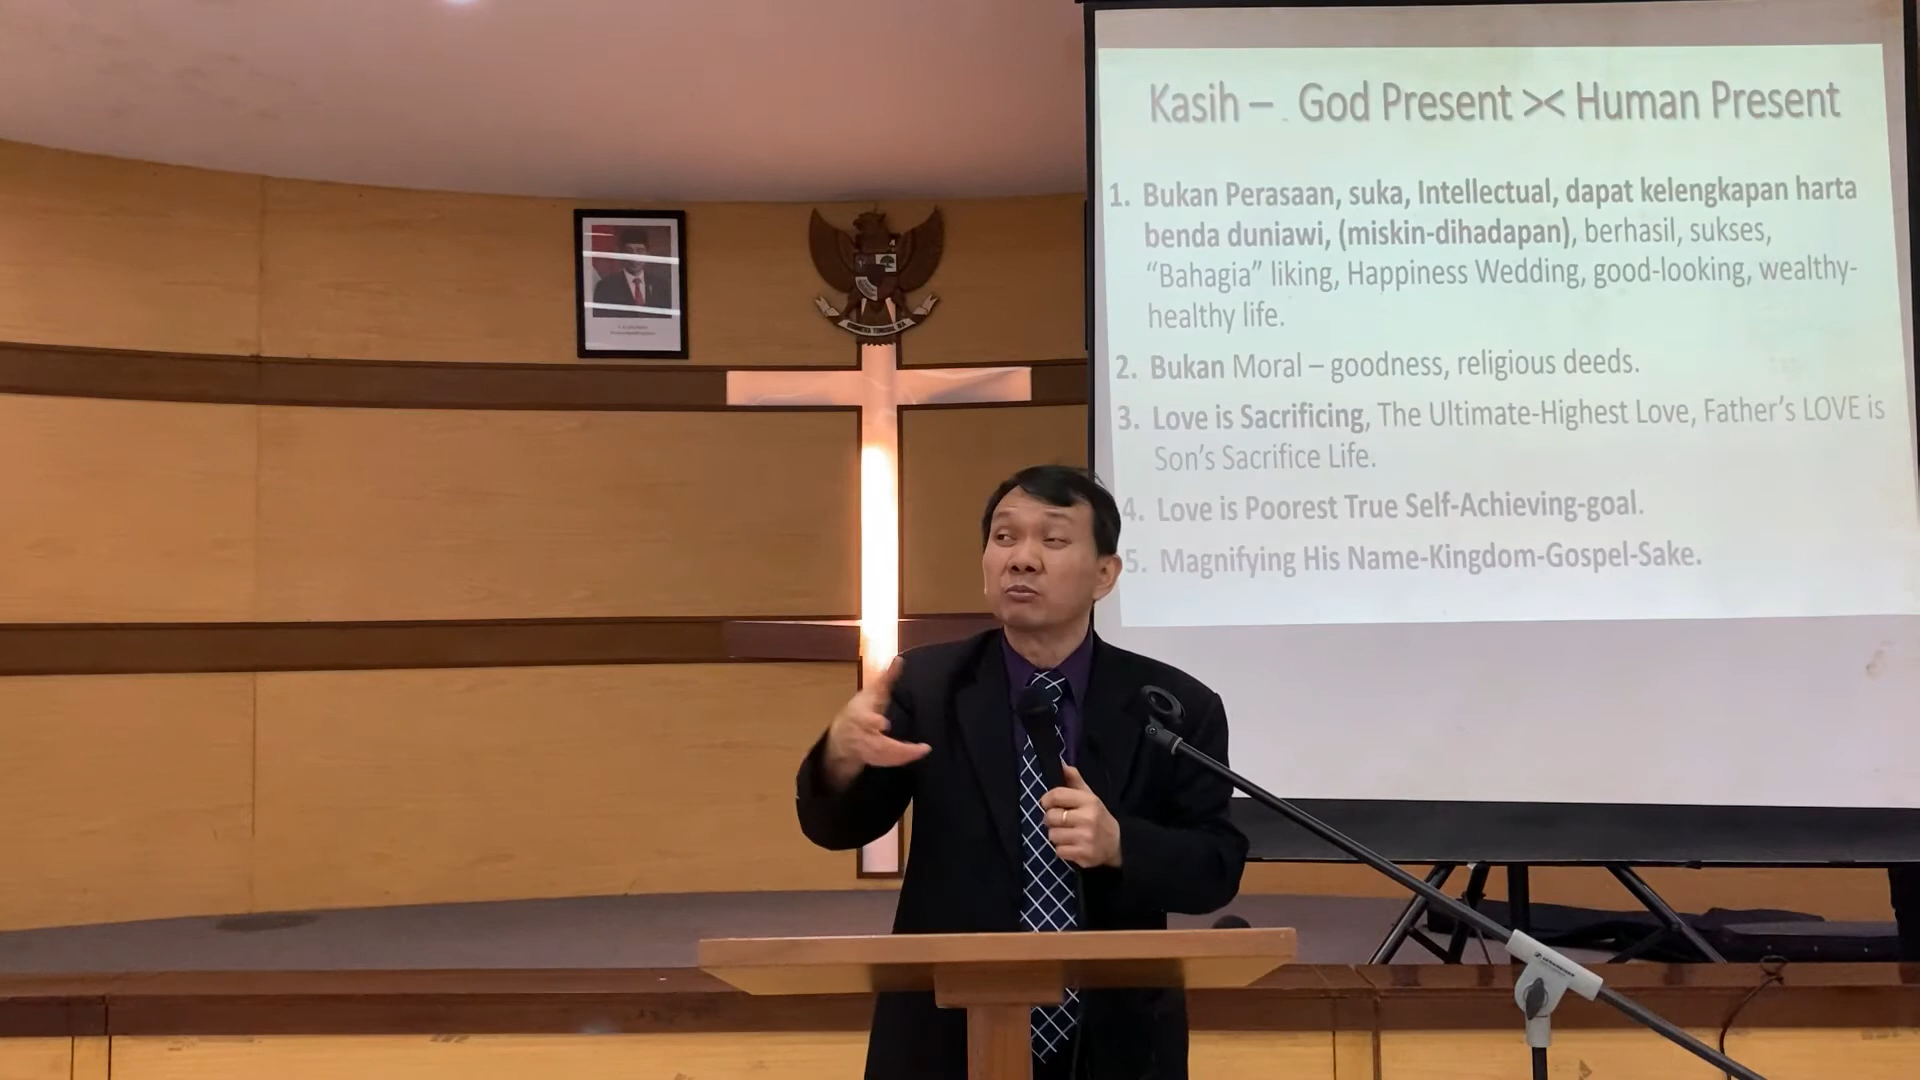 Kasih – God Present >< Human Present
1. Bukan Perasaan, suka, Intellectual, dapat kelengkapan harta
benda duniawi, (miskin-dihadapan), berhasil, sukses,
“Bahagia” liking, Happiness Wedding, good-looking, wealthy-
healthy life.
2. Bukan Moral – goodness, religious deeds.
3. Love is Sacrificing, The Ultimate-Highest Love, Father’s LOVE is
Son’s Sacrifice Life.
4. Love is Poorest True Self-Achieving-goal.
5. Magnifying His Name-Kingdom-Gospel-Sake.